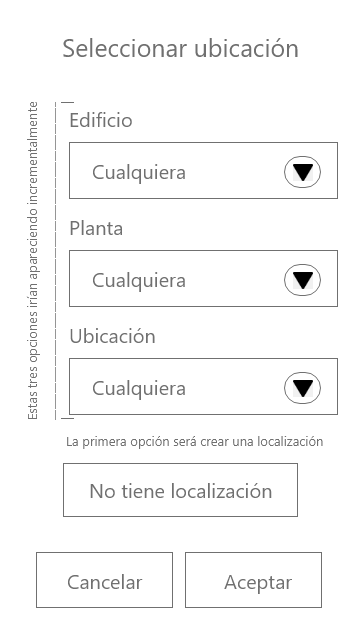 Seleccionar ubicación
Estas tres opciones irían apareciendo incrementalmente
Edificio
Cualquiera
Planta
Cualquiera
Ubicación
Cualquiera
La primera opción será crear una localización
No tiene localización
Cancelar
Aceptar